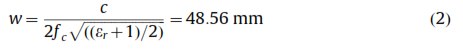 w = c / (2f_c √((ε_r + 1)/2)) = 48.56 mm (2)